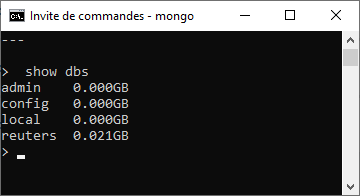 Invite de commandes - mongo
---
>  show dbs
admin    0.000GB
config   0.000GB
local    0.000GB
reuters  0.021GB
>